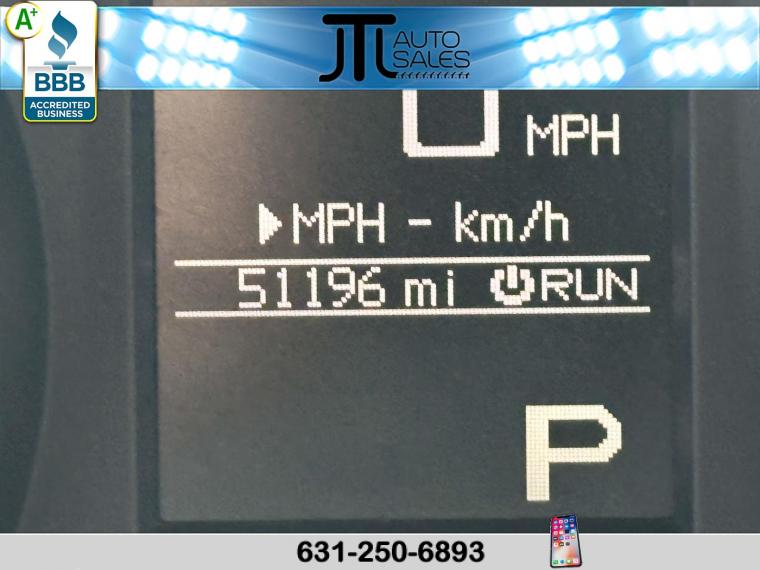 A+
BBB
ACCREDITED
BUSINESS
JTL AUTO
SALES
0 MPH
MPH - km/h
51196 mi RUN
P
631-250-6893